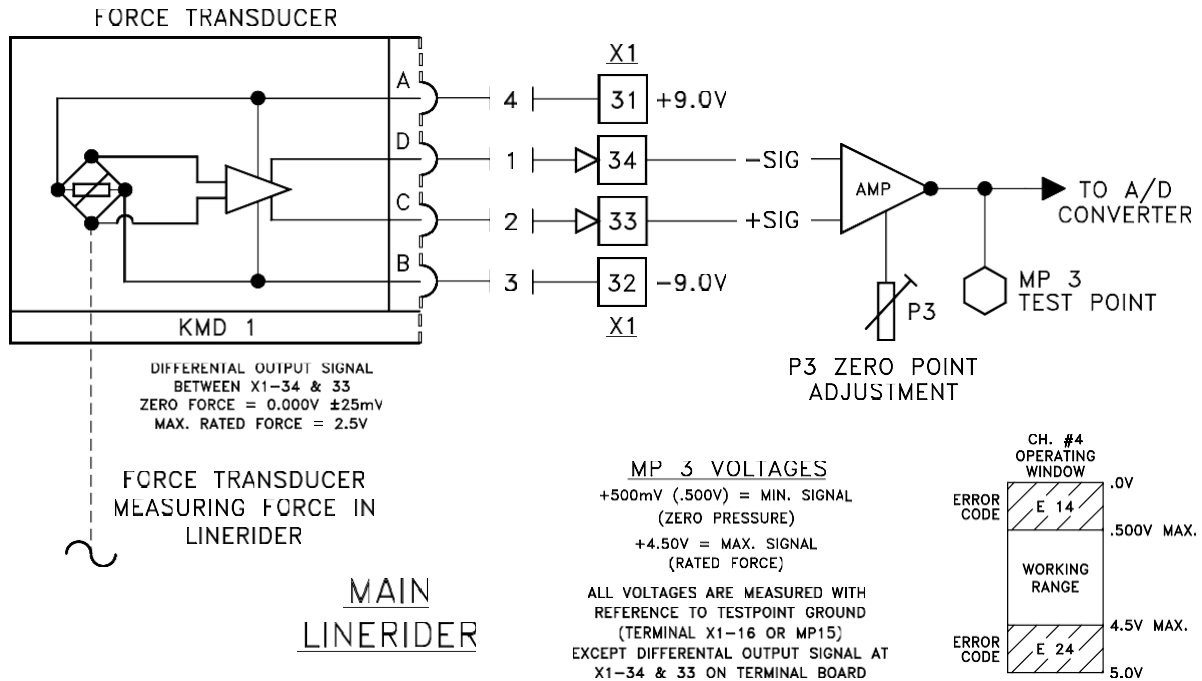 FORCE TRANSDUCER
A
4
X1
31
+9.0V
D
1
34
-SIG
C
2
33
+SIG
B
3
32
-9.0V
X1
AMP
TO A/D
CONVERTER
MP 3
TEST POINT
P3
P3 ZERO POINT
ADJUSTMENT
KMD 1
DIFFERENTAL OUTPUT SIGNAL
BETWEEN X1-34 & 33
ZERO FORCE = 0.000V ±25mV
MAX. RATED FORCE = 2.5V
FORCE TRANSDUCER
MEASURING FORCE IN
LINERIDER
MAIN
LINERIDER
MP 3 VOLTAGES
+500mV (.500V) = MIN. SIGNAL
(ZERO PRESSURE)
+4.50V = MAX. SIGNAL
(RATED FORCE)
ALL VOLTAGES ARE MEASURED WITH
REFERENCE TO TESTPOINT GROUND
(TERMINAL X1-16 OR MP15)
EXCEPT DIFFERENTIAL OUTPUT SIGNAL AT
X1-34 & 33 ON TERMINAL BOARD
CH. #4
OPERATING
WINDOW
.0V
ERROR
CODE
E 14
.500V MAX.
WORKING
RANGE
4.5V MAX.
ERROR
CODE
E 24
5.0V